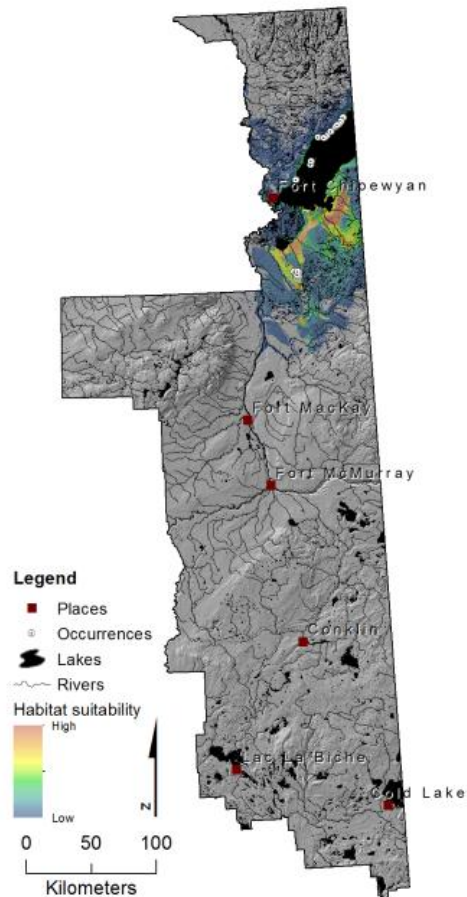 Fort Chipewyan
Fort MacKay
Fort McMurray
Conklin
Lac La Biche
Cold Lake
Legend
Places
Occurrences
Lakes
Rivers
Habitat suitability
High
Low
N
0 50 100
Kilometers